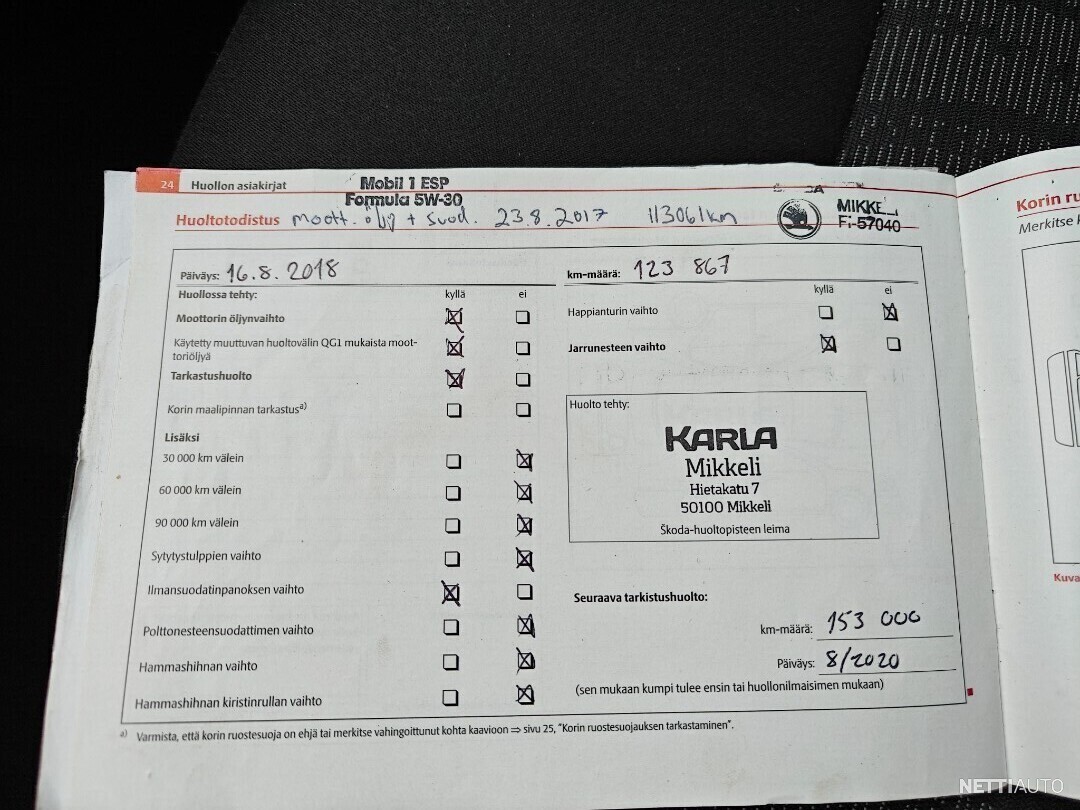 24 Huollon asiakirjat
Mobil 1 ESP
Formula 5W-30
Huoltotodistus moott. öljy + suod. 23.8.2017 113061km
FI-57040
Päiväys: 16.8.2018
km-määrä: 123 867
Huollossa tehty: kyllä ei
Moottorin öljynvaihto
Käytetty muuttuvan huoltovälin QG1 mukaista moot-
toriöljyä
Tarkastushuolto
Korin maalipinnan tarkastus a)
Lisäksi
30 000 km välein
60 000 km välein
90 000 km välein
Sytytystulppien vaihto
Ilmansuodatinpanoksen vaihto
Polttonesteensuodattimen vaihto
Hammashihnan vaihto
Hammashihnan kiristinrullan vaihto
kyllä ei
Happianturin vaihto
Jarrunesteen vaihto
Huolto tehty:
KARLA
Mikkeli
Hietakatu 7
50100 Mikkeli
Škoda-huoltopisteen leima
Seuraava tarkistushuolto:
km-määrä: 153 000
Päiväys: 8/2020
(sen mukaan kumpi tulee ensin tai huollonilmaisimen mukaan)
a) Varmista, että korin ruostesuoja on ehjä tai merkitse vahingoittunut kohta kaavioon ⇒ sivu 25, "Korin ruostesuojauksen tarkastaminen".
Korin ru
Merkitse
Kuva
NETTIAUTO